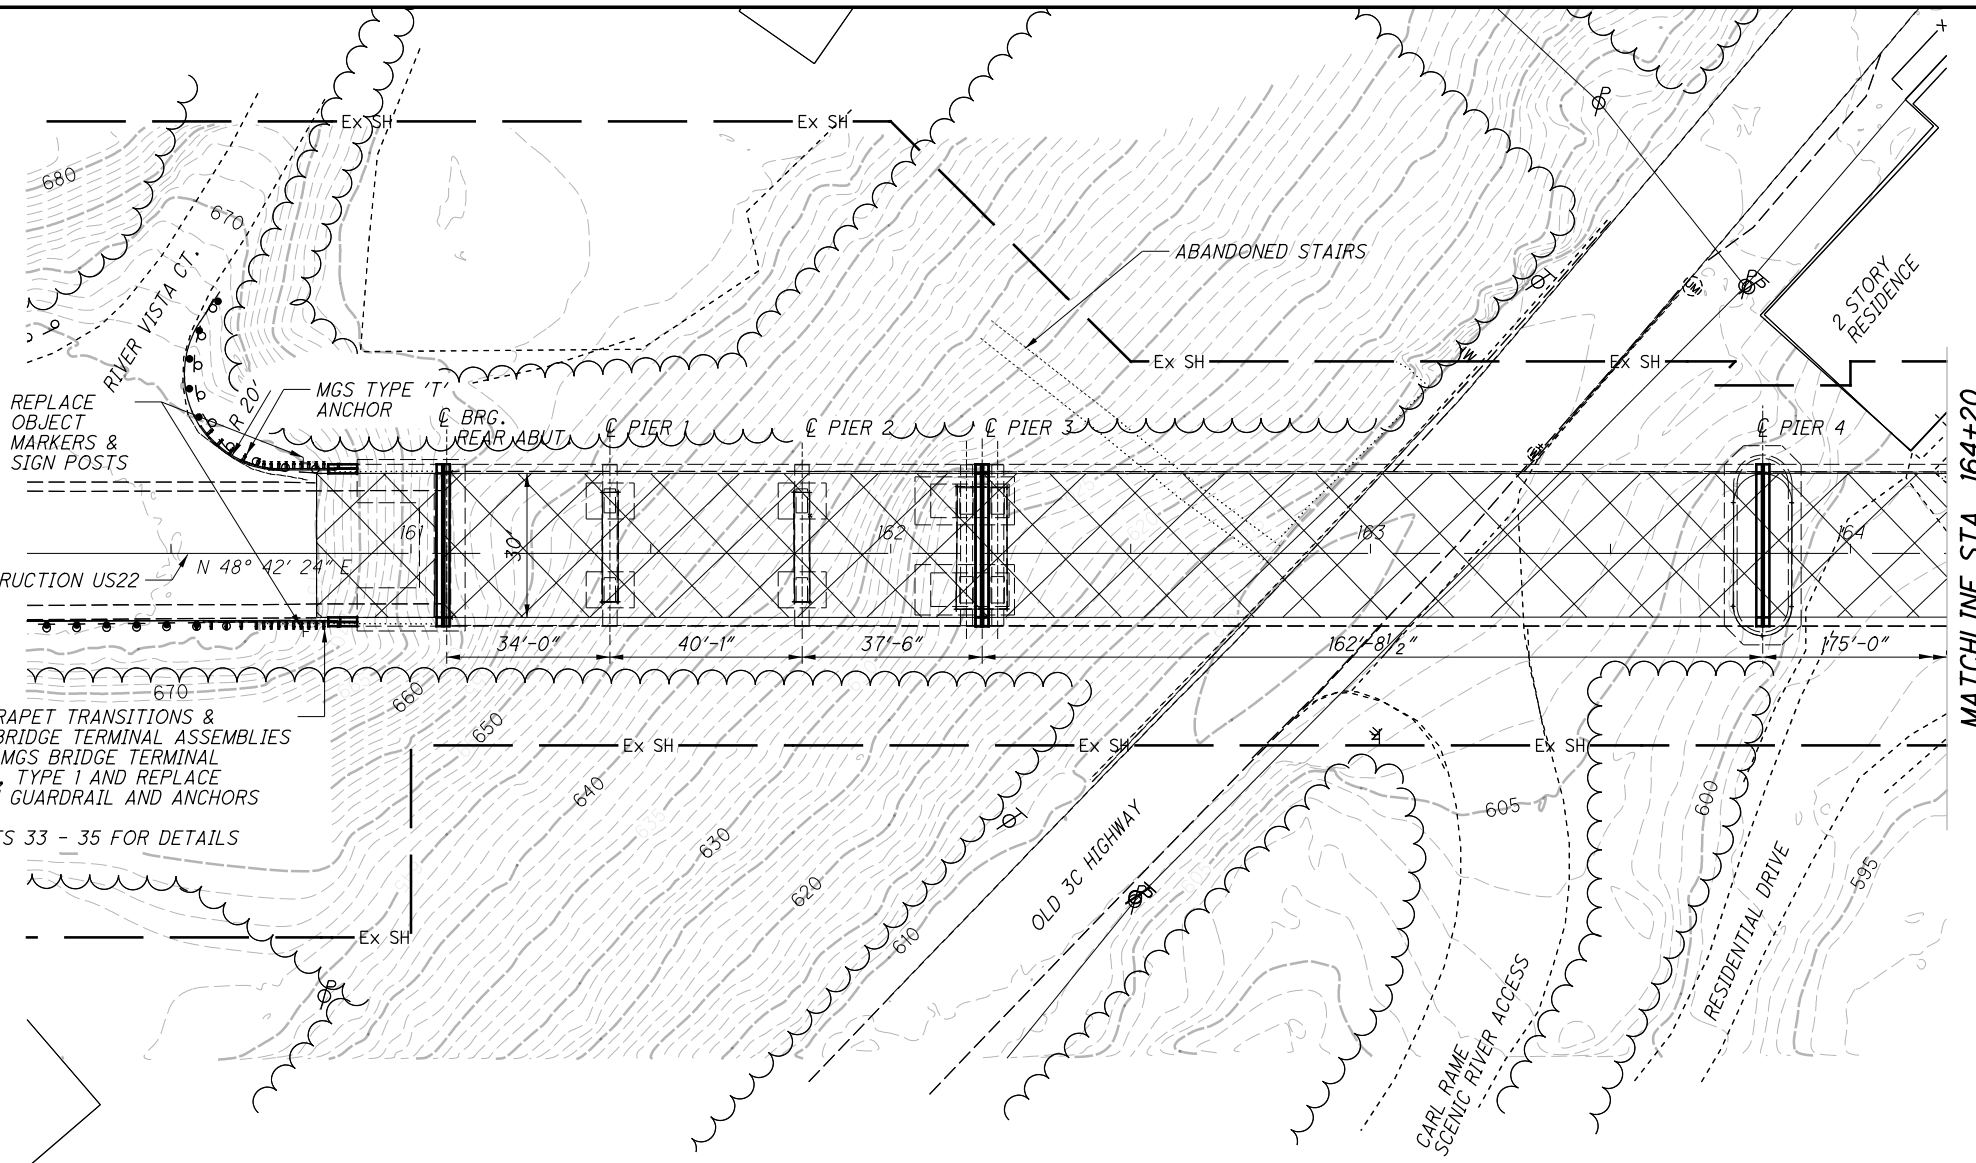 Ex SH
Ex SH
680
670
RIVER VISTA CT.
ABANDONED STAIRS
2 STORY
RESIDENCE
Ex SH
Ex SH
REPLACE
OBJECT
MARKERS &
SIGN POSTS
R 20'
MGS TYPE 'T'
ANCHOR
℄ BRG.
REAR ABUT.
℄ PIER 1
℄ PIER 2
℄ PIER 3
℄ PIER 4
MATCHLINE STA. 164+20
161
162
163
164
30'
N 48° 42' 24" E
RUCTION US22
34'-0"
40'-1"
37'-6"
162'-8½"
175'-0"
670
660
650
640
635
630
620
610
605
600
595
RAPET TRANSITIONS &
BRIDGE TERMINAL ASSEMBLIES
MGS BRIDGE TERMINAL
, TYPE 1 AND REPLACE
GUARDRAIL AND ANCHORS
TS 33 - 35 FOR DETAILS
Ex SH
Ex SH
Ex SH
Ex SH
OLD 3C HIGHWAY
CARL RAME
SCENIC RIVER ACCESS
RESIDENTIAL DRIVE